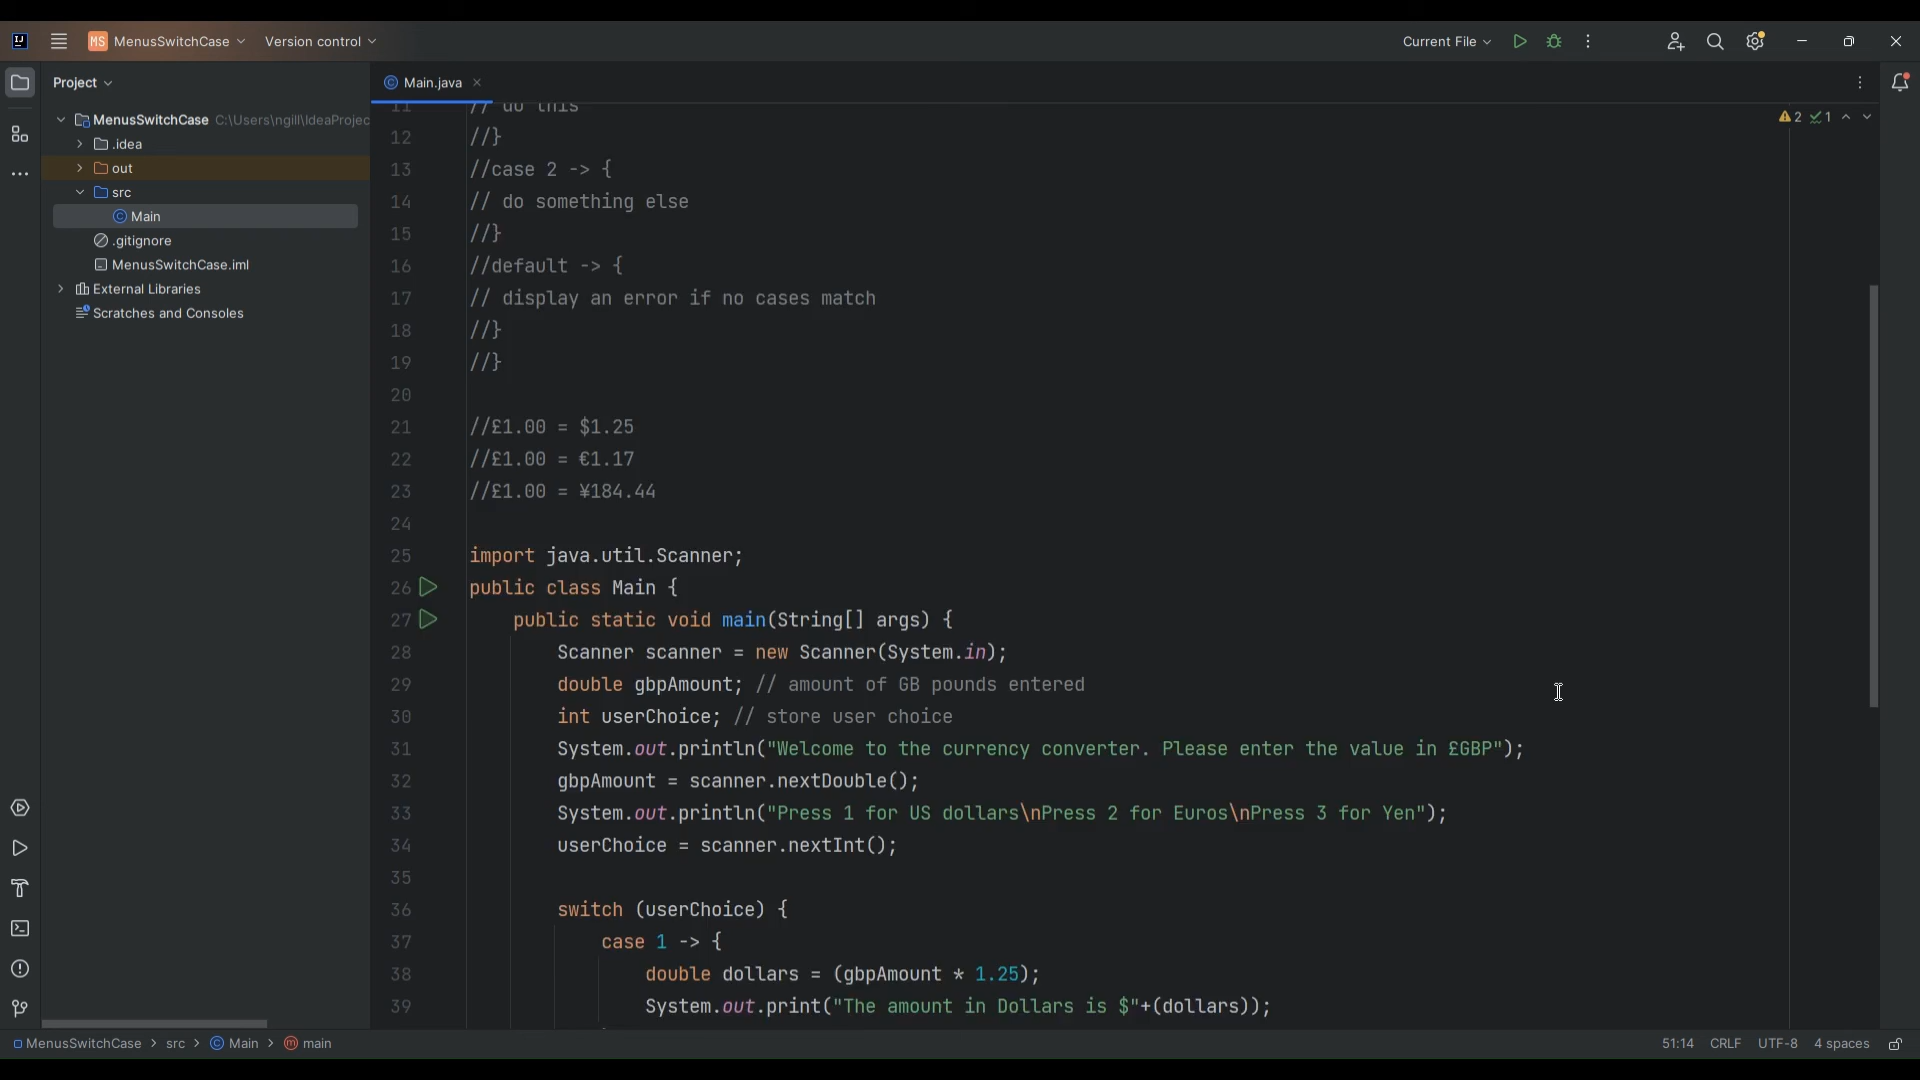 MS MenusSwitchCase
Version control
Current File
Project
Main.java
MenusSwitchCase C:\Users\ngill\IdeaProjec
.idea
out
src
Main
.gitignore
MenusSwitchCase.iml
External Libraries
Scratches and Consoles
2 1
11 // do this
12 //}
13 //case 2 -> {
14 // do something else
15 //}
16 //default -> {
17 // display an error if no cases match
18 //}
19 //}
20
21 //£1.00 = $1.25
22 //£1.00 = €1.17
23 //£1.00 = ¥184.44
24
25 import java.util.Scanner;
26 public class Main {
27 public static void main(String[] args) {
28 Scanner scanner = new Scanner(System.in);
29 double gbpAmount; // amount of GB pounds entered
30 int userChoice; // store user choice
31 System.out.println("Welcome to the currency converter. Please enter the value in £GBP");
32 gbpAmount = scanner.nextDouble();
33 System.out.println("Press 1 for US dollars\nPress 2 for Euros\nPress 3 for Yen");
34 userChoice = scanner.nextInt();
35
36 switch (userChoice) {
37 case 1 -> {
38 double dollars = (gbpAmount * 1.25);
39 System.out.print("The amount in Dollars is $"+(dollars));
MenusSwitchCase > src > Main > main
51:14 CRLF UTF-8 4 spaces